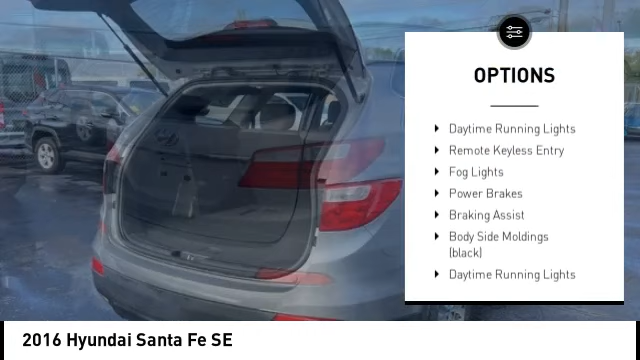 OPTIONS
Daytime Running Lights
Remote Keyless Entry
Fog Lights
Power Brakes
Braking Assist
Body Side Moldings
(black)
Daytime Running Lights
2016 Hyundai Santa Fe SE